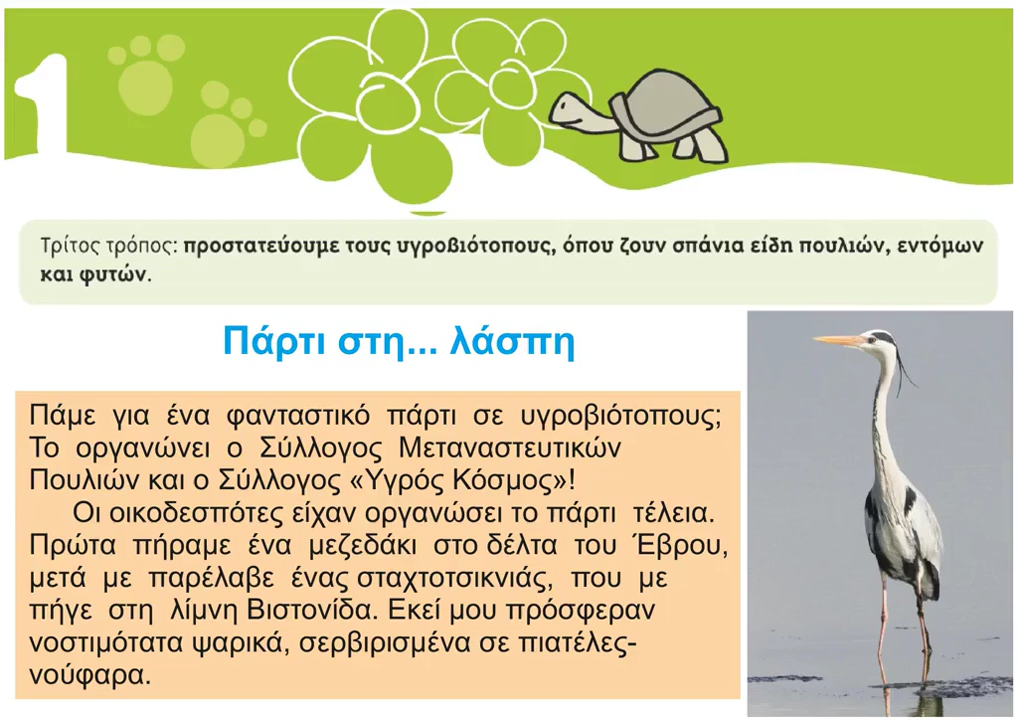 1
Τρίτος τρόπος: προστατεύουμε τους υγροβιότοπους, όπου ζουν σπάνια είδη πουλιών, εντόμων
και φυτών.
Πάρτι στη... λάσπη
Πάμε για ένα φανταστικό πάρτι σε υγροβιότοπους;
Το οργανώνει ο Σύλλογος Μεταναστευτικών
Πουλιών και ο Σύλλογος «Υγρός Κόσμος»!
Οι οικοδεσπότες είχαν οργανώσει το πάρτι τέλεια.
Πρώτα πήραμε ένα μεζεδάκι στο δέλτα του Έβρου,
μετά με παρέλαβε ένας σταχτοτσικνιάς, που με
πήγε στη λίμνη Βιστονίδα. Εκεί μου πρόσφεραν
νοστιμότατα ψαρικά, σερβιρισμένα σε πιατέλες-
νούφαρα.